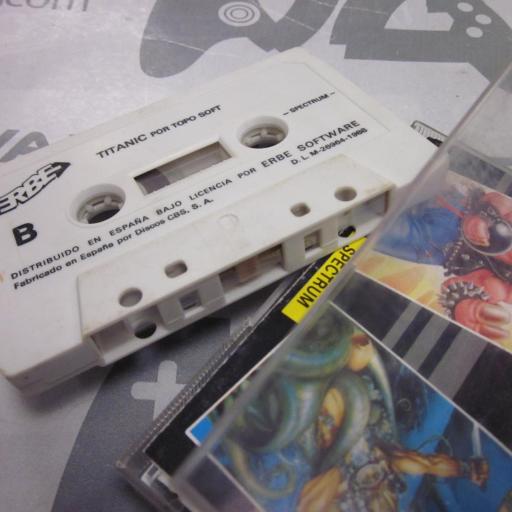 .com
ERBE
TITANIC POR TOPO SOFT
– SPECTRUM –
B
DISTRIBUIDO EN ESPAÑA BAJO LICENCIA POR ERBE SOFTWARE
Fabricado en España por Discos CBS, S. A.
D. L. M-26964-1988
SPECTRUM